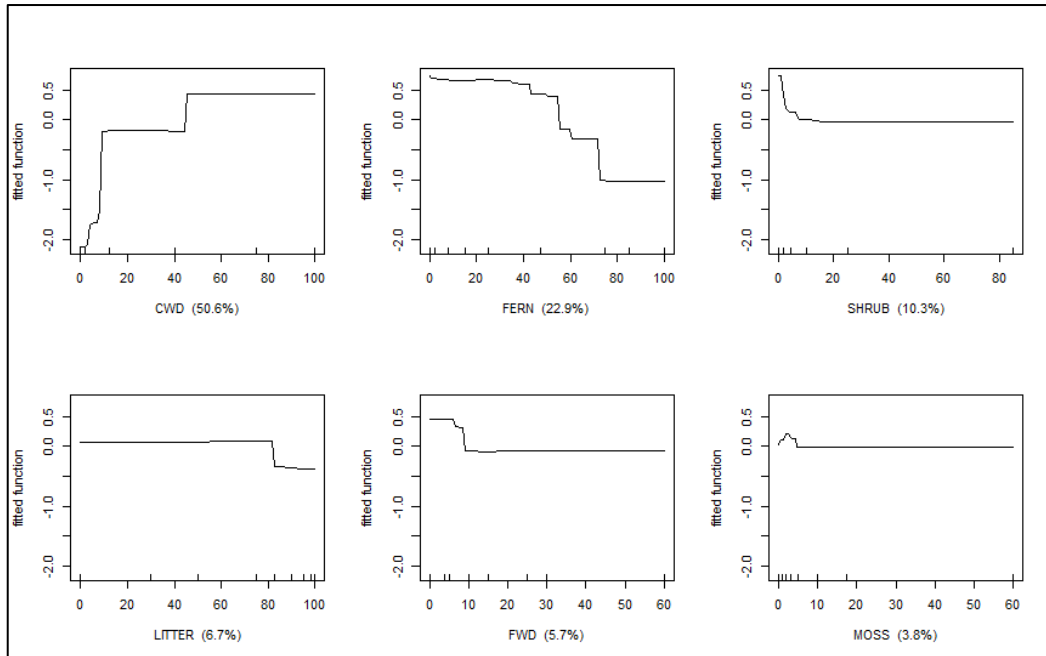 fitted function
-2.0 -1.0 0.0 0.5
0 20 40 60 80 100
CWD (50.6%)
fitted function
-2.0 -1.0 0.0 0.5
0 20 40 60 80 100
FERN (22.9%)
fitted function
-2.0 -1.0 0.0 0.5
0 20 40 60 80
SHRUB (10.3%)
fitted function
-2.0 -1.0 0.0 0.5
0 20 40 60 80 100
LITTER (6.7%)
fitted function
-2.0 -1.0 0.0 0.5
0 10 20 30 40 50 60
FWD (5.7%)
fitted function
-2.0 -1.0 0.0 0.5
0 10 20 30 40 50 60
MOSS (3.8%)